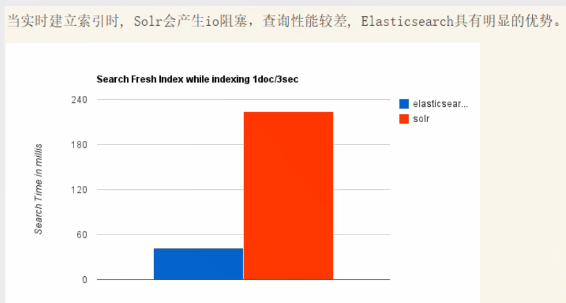 当实时建立索引时, Solr会产生io阻塞，查询性能较差, Elasticsearch具有明显的优势。
Search Fresh Index while indexing 1doc/3sec
240
elasticsear...
solr
180
Search Time in millis
120
60
0